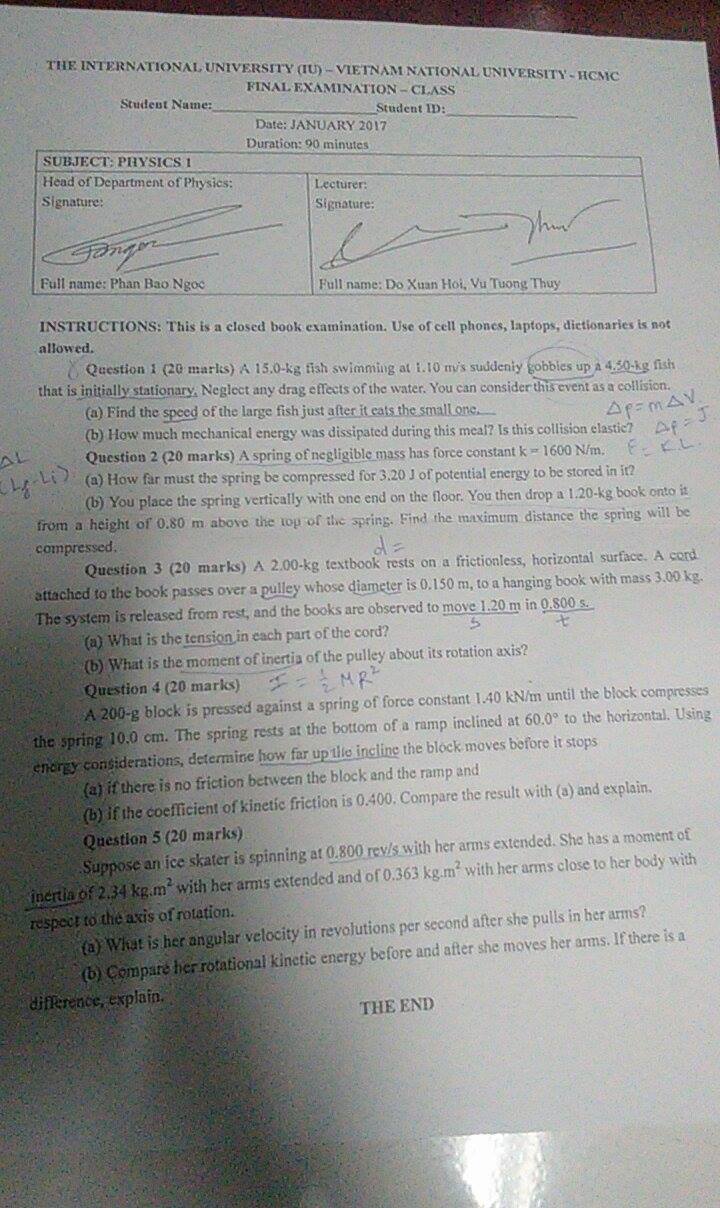 THE INTERNATIONAL UNIVERSITY (IU) – VIETNAM NATIONAL UNIVERSITY - HCMC
FINAL EXAMINATION – CLASS
Student Name: Student ID:
Date: JANUARY 2017
Duration: 90 minutes
SUBJECT: PHYSICS 1
Head of Department of Physics: Lecturer:
Signature: Signature:
Full name: Phan Bao Ngoc Full name: Do Xuan Hoi, Vu Tuong Thuy
INSTRUCTIONS: This is a closed book examination. Use of cell phones, laptops, dictionaries is not
allowed.
Question 1 (20 marks) A 15.0-kg fish swimming at 1.10 m/s suddenly gobbles up a 4.50-kg fish
that is initially stationary. Neglect any drag effects of the water. You can consider this event as a collision.
(a) Find the speed of the large fish just after it eats the small one. Δp = mΔV.
(b) How much mechanical energy was dissipated during this meal? Is this collision elastic? Δp = J
Question 2 (20 marks) A spring of negligible mass has force constant k = 1600 N/m. F = K.L.
ΔL
(Lf - Li) (a) How far must the spring be compressed for 3.20 J of potential energy to be stored in it?
(b) You place the spring vertically with one end on the floor. You then drop a 1.20-kg book onto it
from a height of 0.80 m above the top of the spring. Find the maximum distance the spring will be
compressed. d =
Question 3 (20 marks) A 2.00-kg textbook rests on a frictionless, horizontal surface. A cord
attached to the book passes over a pulley whose diameter is 0.150 m, to a hanging book with mass 3.00 kg.
The system is released from rest, and the books are observed to move 1.20 m in 0.800 s.
s t
(a) What is the tension in each part of the cord?
(b) What is the moment of inertia of the pulley about its rotation axis?
Question 4 (20 marks) I = 1/2 MR²
A 200-g block is pressed against a spring of force constant 1.40 kN/m until the block compresses
the spring 10.0 cm. The spring rests at the bottom of a ramp inclined at 60.0° to the horizontal. Using
energy considerations, determine how far up the incline the block moves before it stops
(a) if there is no friction between the block and the ramp and
(b) if the coefficient of kinetic friction is 0.400. Compare the result with (a) and explain.
Question 5 (20 marks)
Suppose an ice skater is spinning at 0.800 rev/s with her arms extended. She has a moment of
inertia of 2.34 kg.m² with her arms extended and of 0.363 kg.m² with her arms close to her body with
respect to the axis of rotation.
(a) What is her angular velocity in revolutions per second after she pulls in her arms?
(b) Compare her rotational kinetic energy before and after she moves her arms. If there is a
difference, explain.
THE END